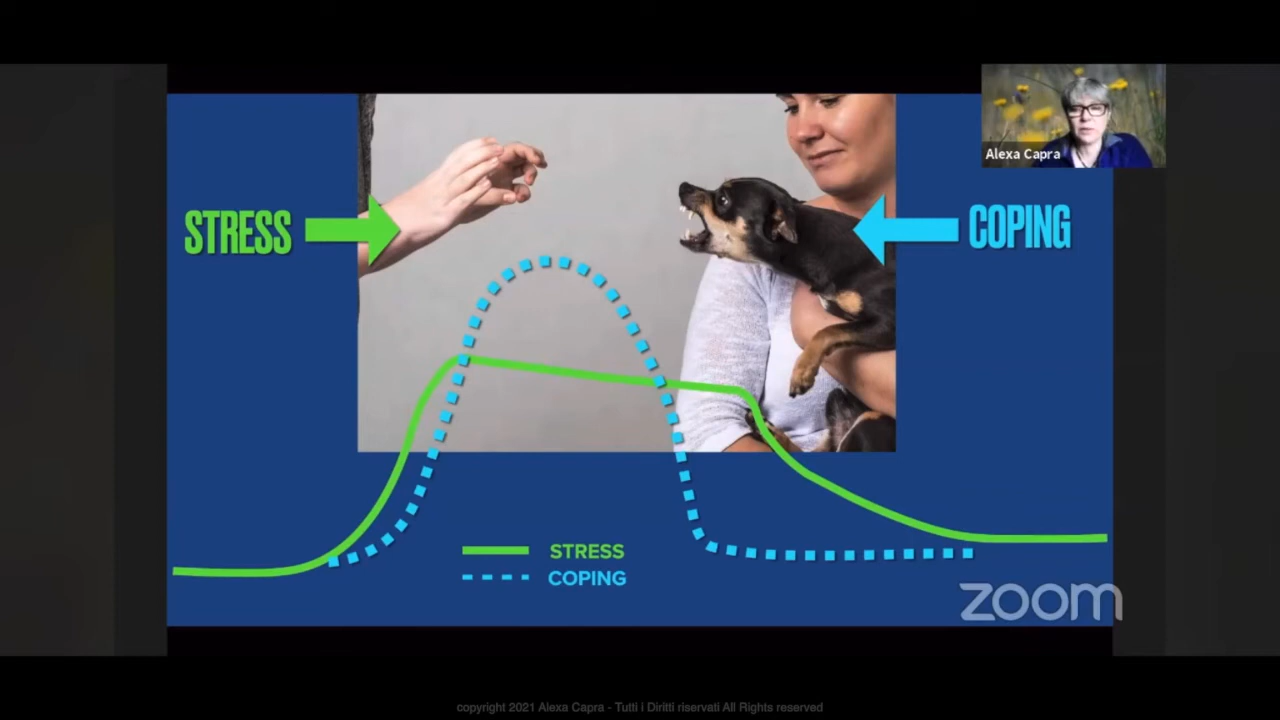 Alexa Capra
STRESS
COPING
STRESS
COPING
zoom
copyright 2021 Alexa Capra - Tutti i Diritti riservati All Rights reserved